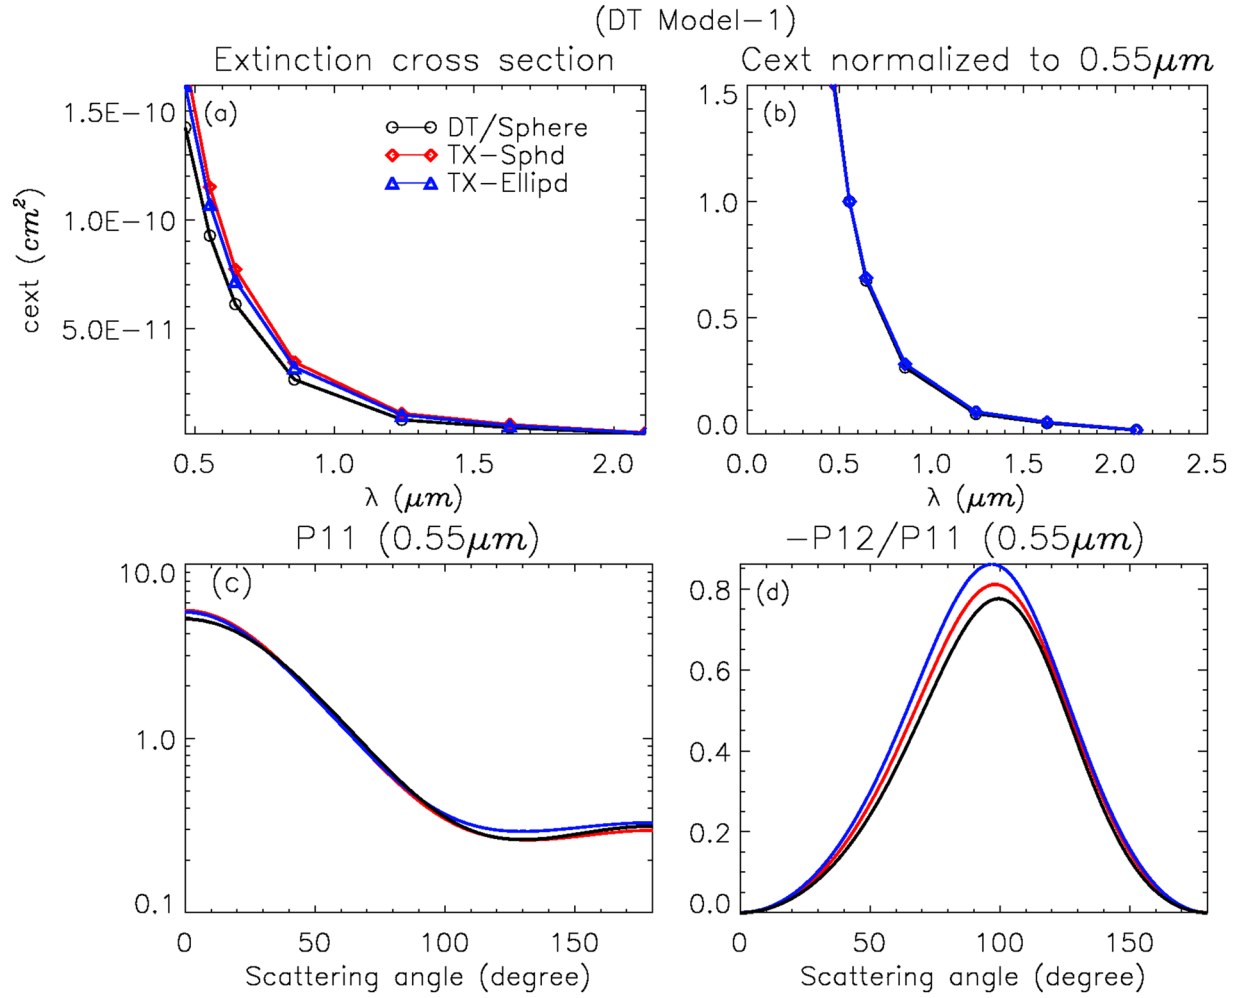 (DT Model-1)
Extinction cross section
Cext normalized to 0.55μm
(a)
DT/Sphere
TX-Sphd
TX-Ellipd
1.5E-10
1.0E-10
5.0E-11
cext (cm²)
0.5 1.0 1.5 2.0
λ (μm)
(b)
1.5
1.0
0.5
0.0
0.0 0.5 1.0 1.5 2.0 2.5
λ (μm)
P11 (0.55μm)
(c)
10.0
1.0
0.1
0 50 100 150
Scattering angle (degree)
-P12/P11 (0.55μm)
(d)
0.8
0.6
0.4
0.2
0.0
0 50 100 150
Scattering angle (degree)